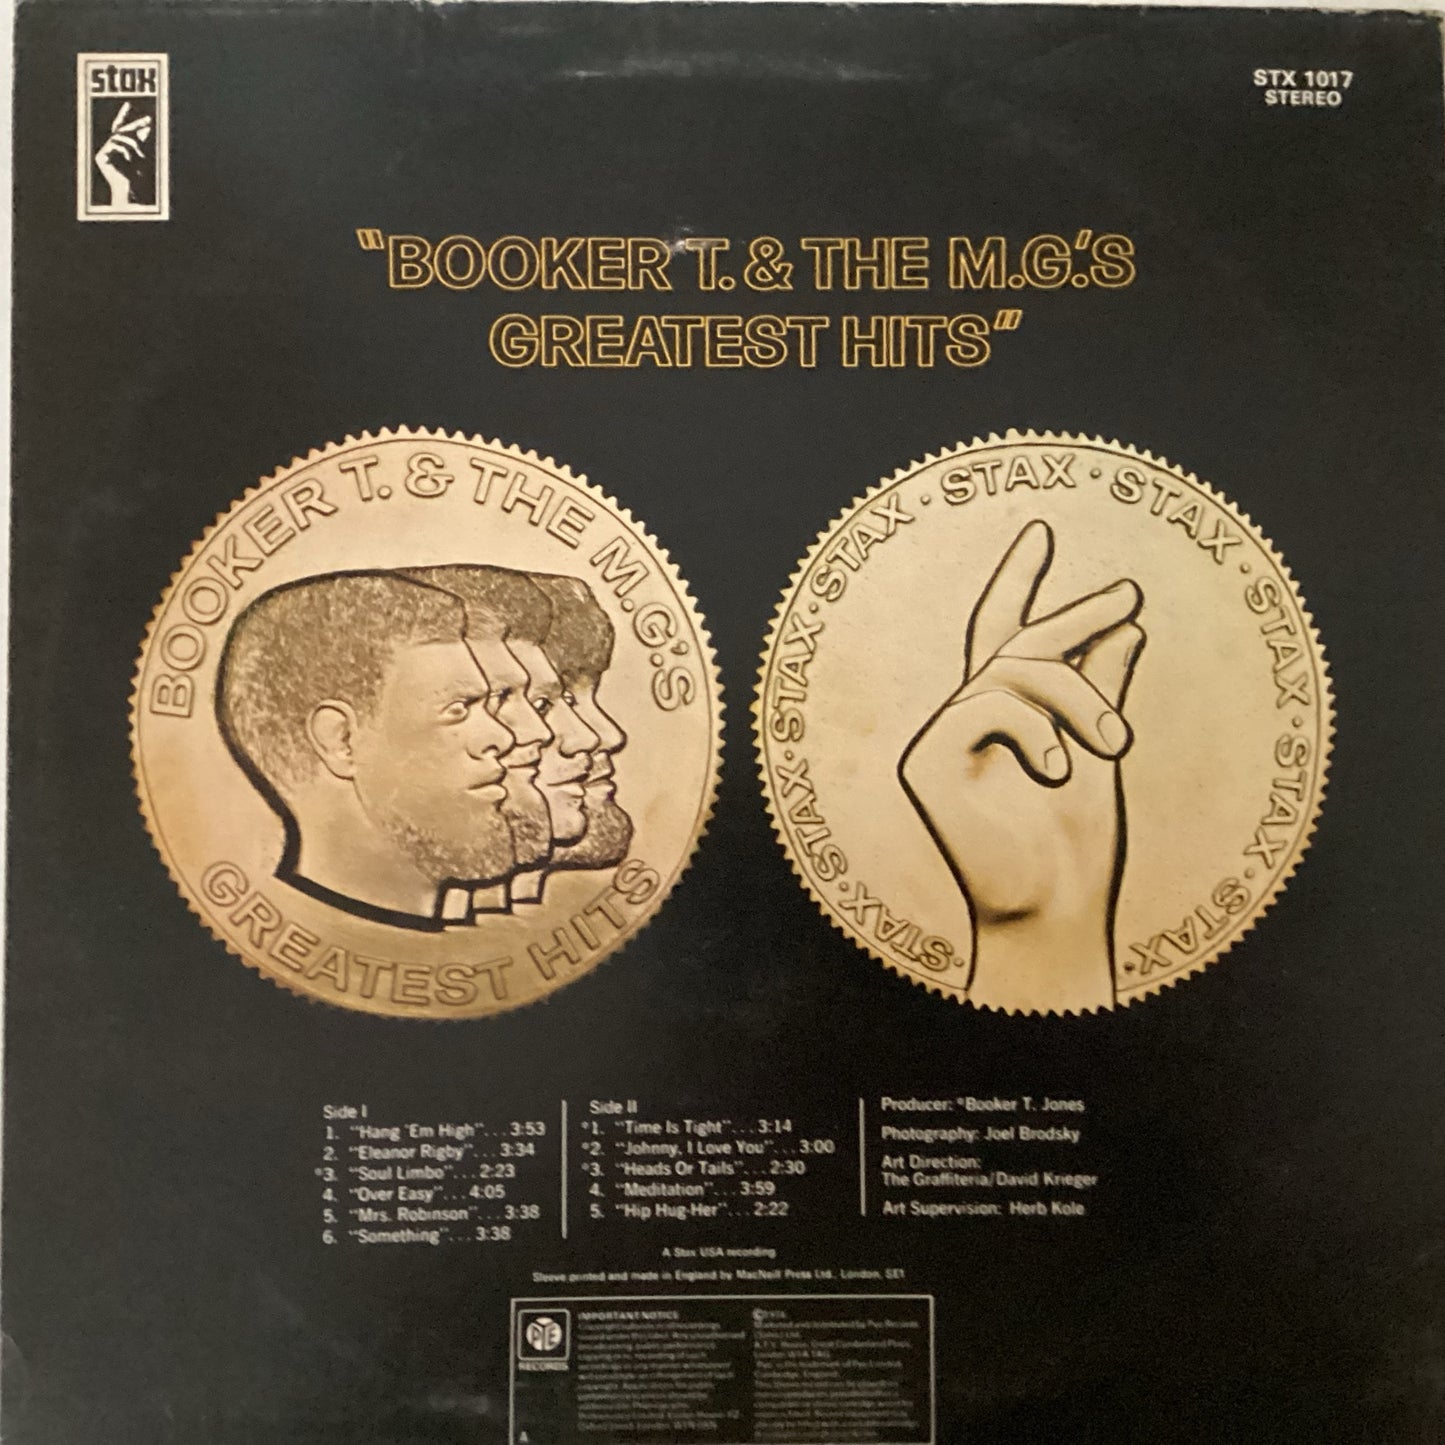 stax
STX 1017
STEREO
"BOOKER T. & THE M.G.'S
GREATEST HITS"
BOOKER T. & THE M.G.'S
GREATEST HITS
STAX · STAX · STAX · STAX · STAX · STAX · STAX · STAX · STAX · STAX ·
Side I
1. "Hang 'Em High"... 3:53
2. "Eleanor Rigby"... 3:34
*3. "Soul Limbo"... 2:23
4. "Over Easy"... 4:05
5. "Mrs. Robinson"... 3:38
6. "Something"... 3:38
Side II
*1. "Time Is Tight"... 3:14
*2. "Johnny, I Love You"... 3:00
*3. "Heads Or Tails"... 2:30
4. "Meditation"... 3:59
5. "Hip Hug-Her"... 2:22
Producer: *Booker T. Jones
Photography: Joel Brodsky
Art Direction:
The Graffiteria/David Krieger
Art Supervision: Herb Kole
A Stax USA recording
Sleeve printed and made in England by MacNeill Press Ltd., London, SE1
PYE
RECORDS
IMPORTANT NOTICE
A